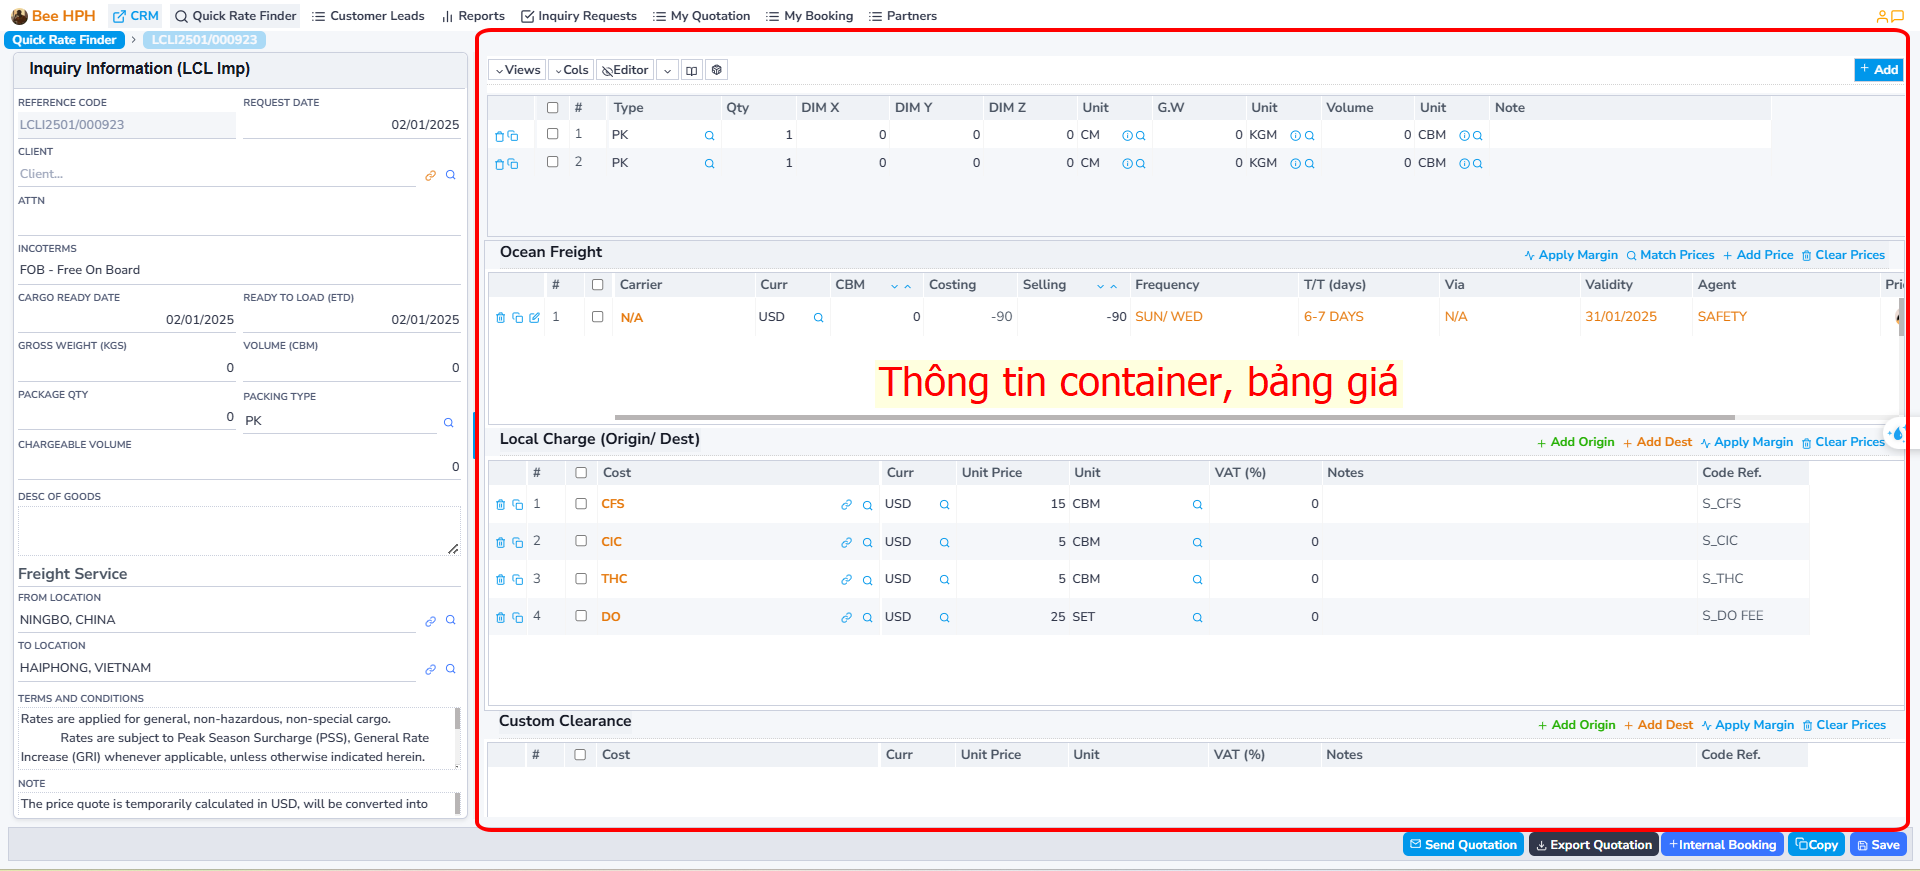 Bee HPH CRM Quick Rate Finder Customer Leads Reports Inquiry Requests My Quotation My Booking Partners
Quick Rate Finder > LCLI2501/000923
Inquiry Information (LCL Imp)
REFERENCE CODE REQUEST DATE
LCLI2501/000923 02/01/2025
CLIENT
Client...
ATTN
INCOTERMS
FOB - Free On Board
CARGO READY DATE READY TO LOAD (ETD)
02/01/2025 02/01/2025
GROSS WEIGHT (KGS) VOLUME (CBM)
0 0
PACKAGE QTY PACKING TYPE
0 PK
CHARGEABLE VOLUME
0
DESC OF GOODS
Freight Service
FROM LOCATION
NINGBO, CHINA
TO LOCATION
HAIPHONG, VIETNAM
TERMS AND CONDITIONS
Rates are applied for general, non-hazardous, non-special cargo.
Rates are subject to Peak Season Surcharge (PSS), General Rate
Increase (GRI) whenever applicable, unless otherwise indicated herein.
NOTE
The price quote is temporarily calculated in USD, will be converted into
Views Cols Editor + Add
# Type Qty DIM X DIM Y DIM Z Unit G.W Unit Volume Unit Note
1 PK 1 0 0 0 CM 0 KGM 0 CBM
2 PK 1 0 0 0 CM 0 KGM 0 CBM
Ocean Freight Apply Margin Match Prices + Add Price Clear Prices
# Carrier Curr CBM Costing Selling Frequency T/T (days) Via Validity Agent Pri
1 N/A USD 0 -90 -90 SUN/ WED 6-7 DAYS N/A 31/01/2025 SAFETY
Thông tin container, bảng giá
Local Charge (Origin/ Dest) + Add Origin + Add Dest Apply Margin Clear Prices
# Cost Curr Unit Price Unit VAT (%) Notes Code Ref.
1 CFS USD 15 CBM 0 S_CFS
2 CIC USD 5 CBM 0 S_CIC
3 THC USD 5 CBM 0 S_THC
4 DO USD 25 SET 0 S_DO FEE
Custom Clearance + Add Origin + Add Dest Apply Margin Clear Prices
# Cost Curr Unit Price Unit VAT (%) Notes Code Ref.
Send Quotation Export Quotation +Internal Booking Copy Save